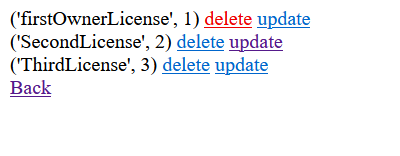 ('firstOwnerLicense', 1) delete update
('SecondLicense', 2) delete update
('ThirdLicense', 3) delete update
Back